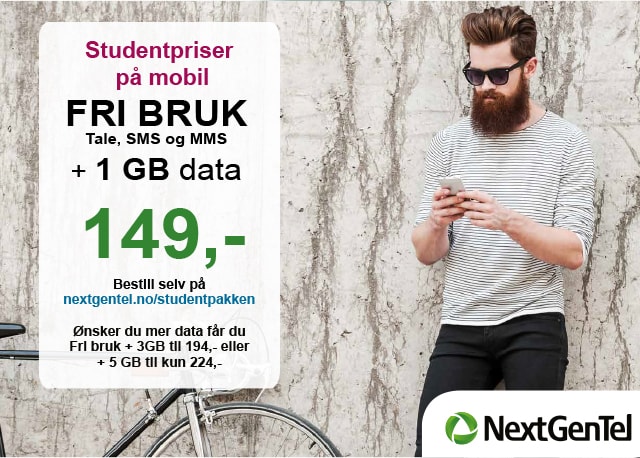 Studentpriser
på mobil
FRI BRUK
Tale, SMS og MMS
+ 1 GB data
149,-
Bestill selv på
nextgentel.no/studentpakken
Ønsker du mer data får du
Fri bruk + 3GB til 194,- eller
+ 5 GB til kun 224,-
NextGenTel